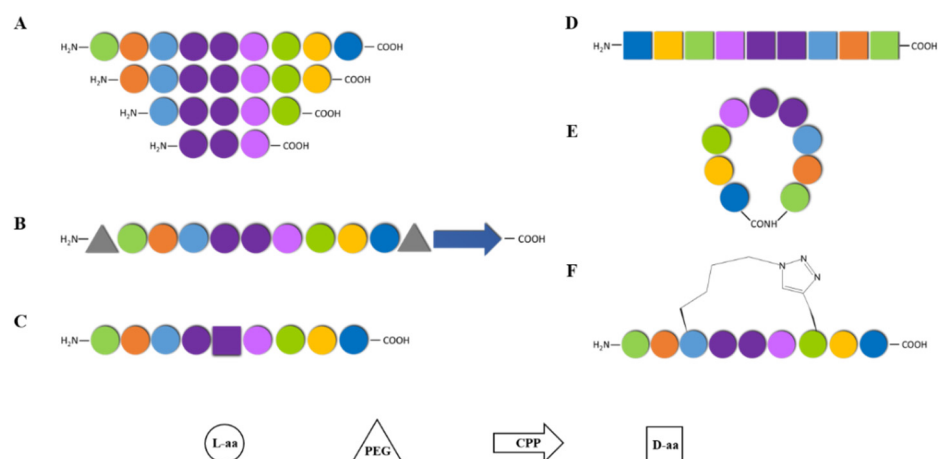 A
H₂N
COOH
H₂N
COOH
H₂N
COOH
H₂N
COOH
B
H₂N
COOH
C
H₂N
COOH
D
H₂N
COOH
E
CONH
F
N
N
N
H₂N
COOH
L-aa
PEG
CPP
D-aa